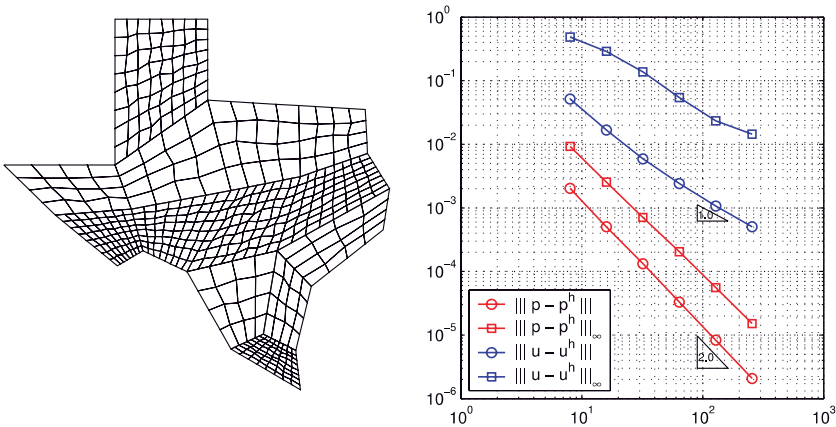 10^0
10^-1
10^-2
10^-3
10^-4
10^-5
10^-6
1.0
2.0
||| p − p^h |||
||| p − p^h |||_∞
||| u − u^h |||
||| u − u^h |||_∞
10^0 10^1 10^2 10^3